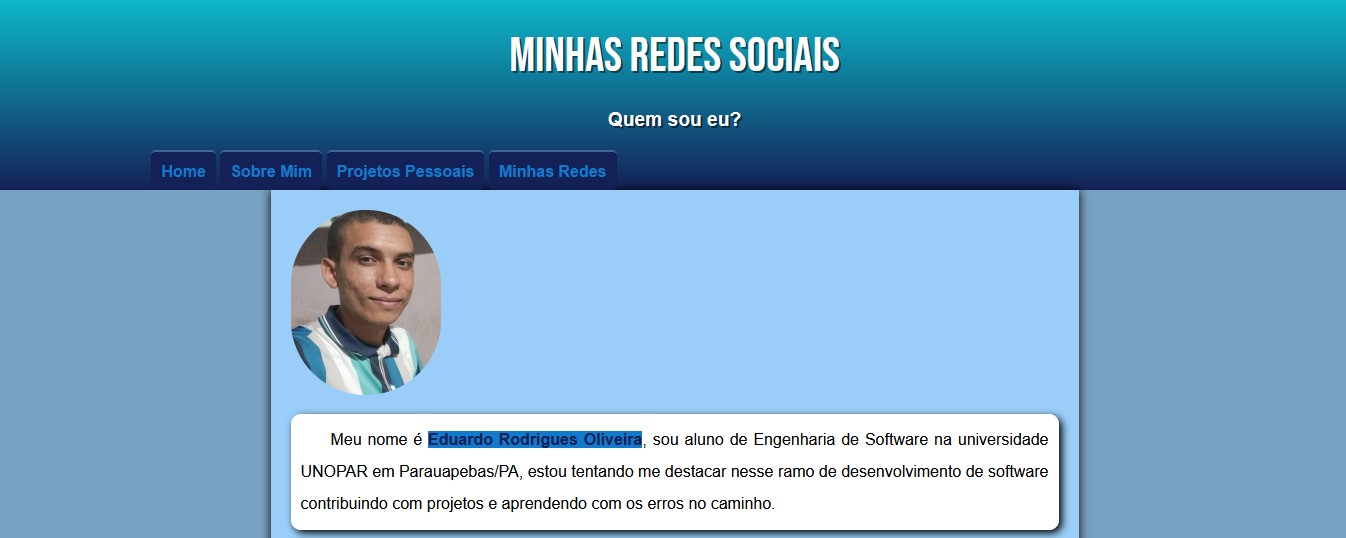 MINHAS REDES SOCIAIS
Quem sou eu?
Home Sobre Mim Projetos Pessoais Minhas Redes
Meu nome é Eduardo Rodrigues Oliveira, sou aluno de Engenharia de Software na universidade
UNOPAR em Parauapebas/PA, estou tentando me destacar nesse ramo de desenvolvimento de software
contribuindo com projetos e aprendendo com os erros no caminho.